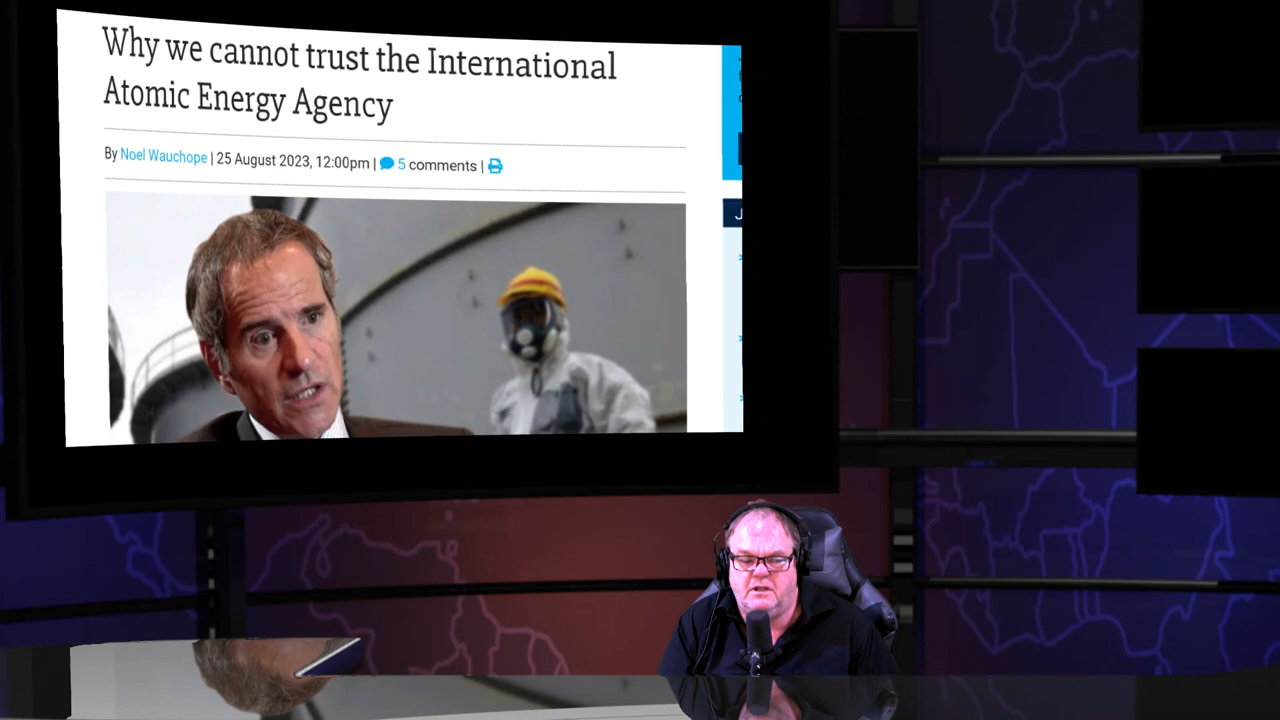 Why we cannot trust the International
Atomic Energy Agency
By Noel Wauchope | 25 August 2023, 12:00pm | 5 comments |
J